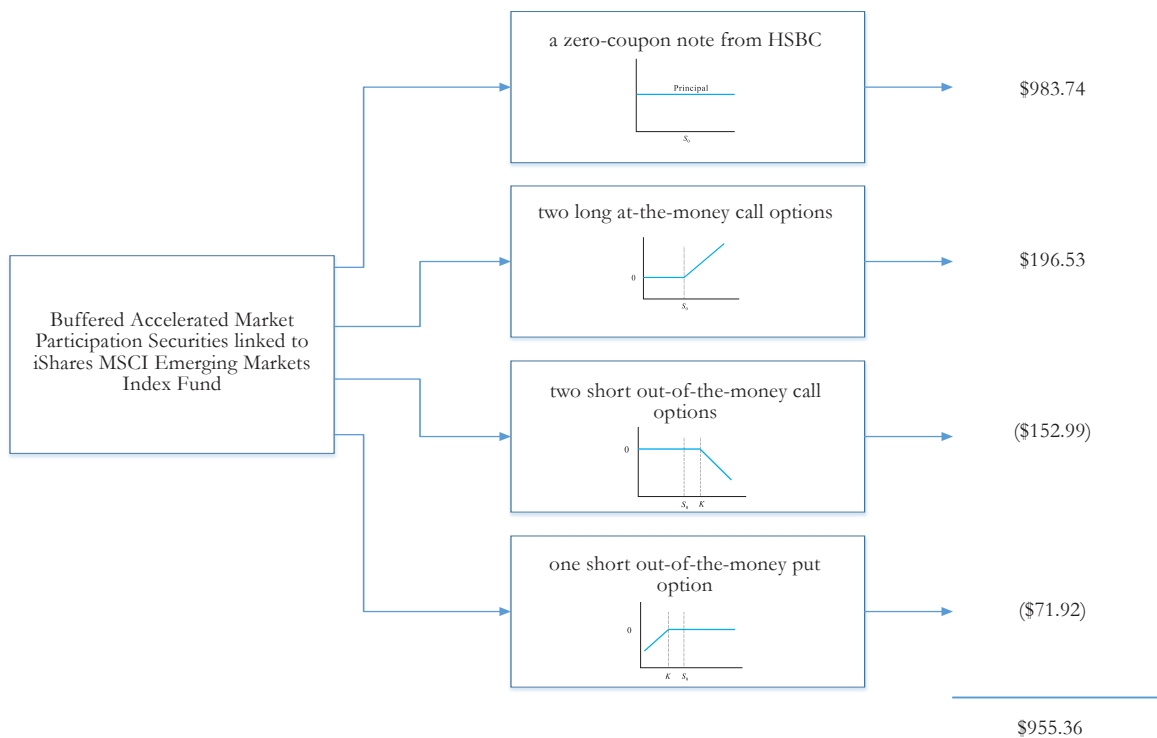 a zero-coupon note from HSBC
Principal
S₀
$983.74
two long at-the-money call options
0
S₀
$196.53
Buffered Accelerated Market
Participation Securities linked to
iShares MSCI Emerging Markets
Index Fund
two short out-of-the-money call
options
0
S₀ K
($152.99)
one short out-of-the-money put
option
0
K S₀
($71.92)
$955.36